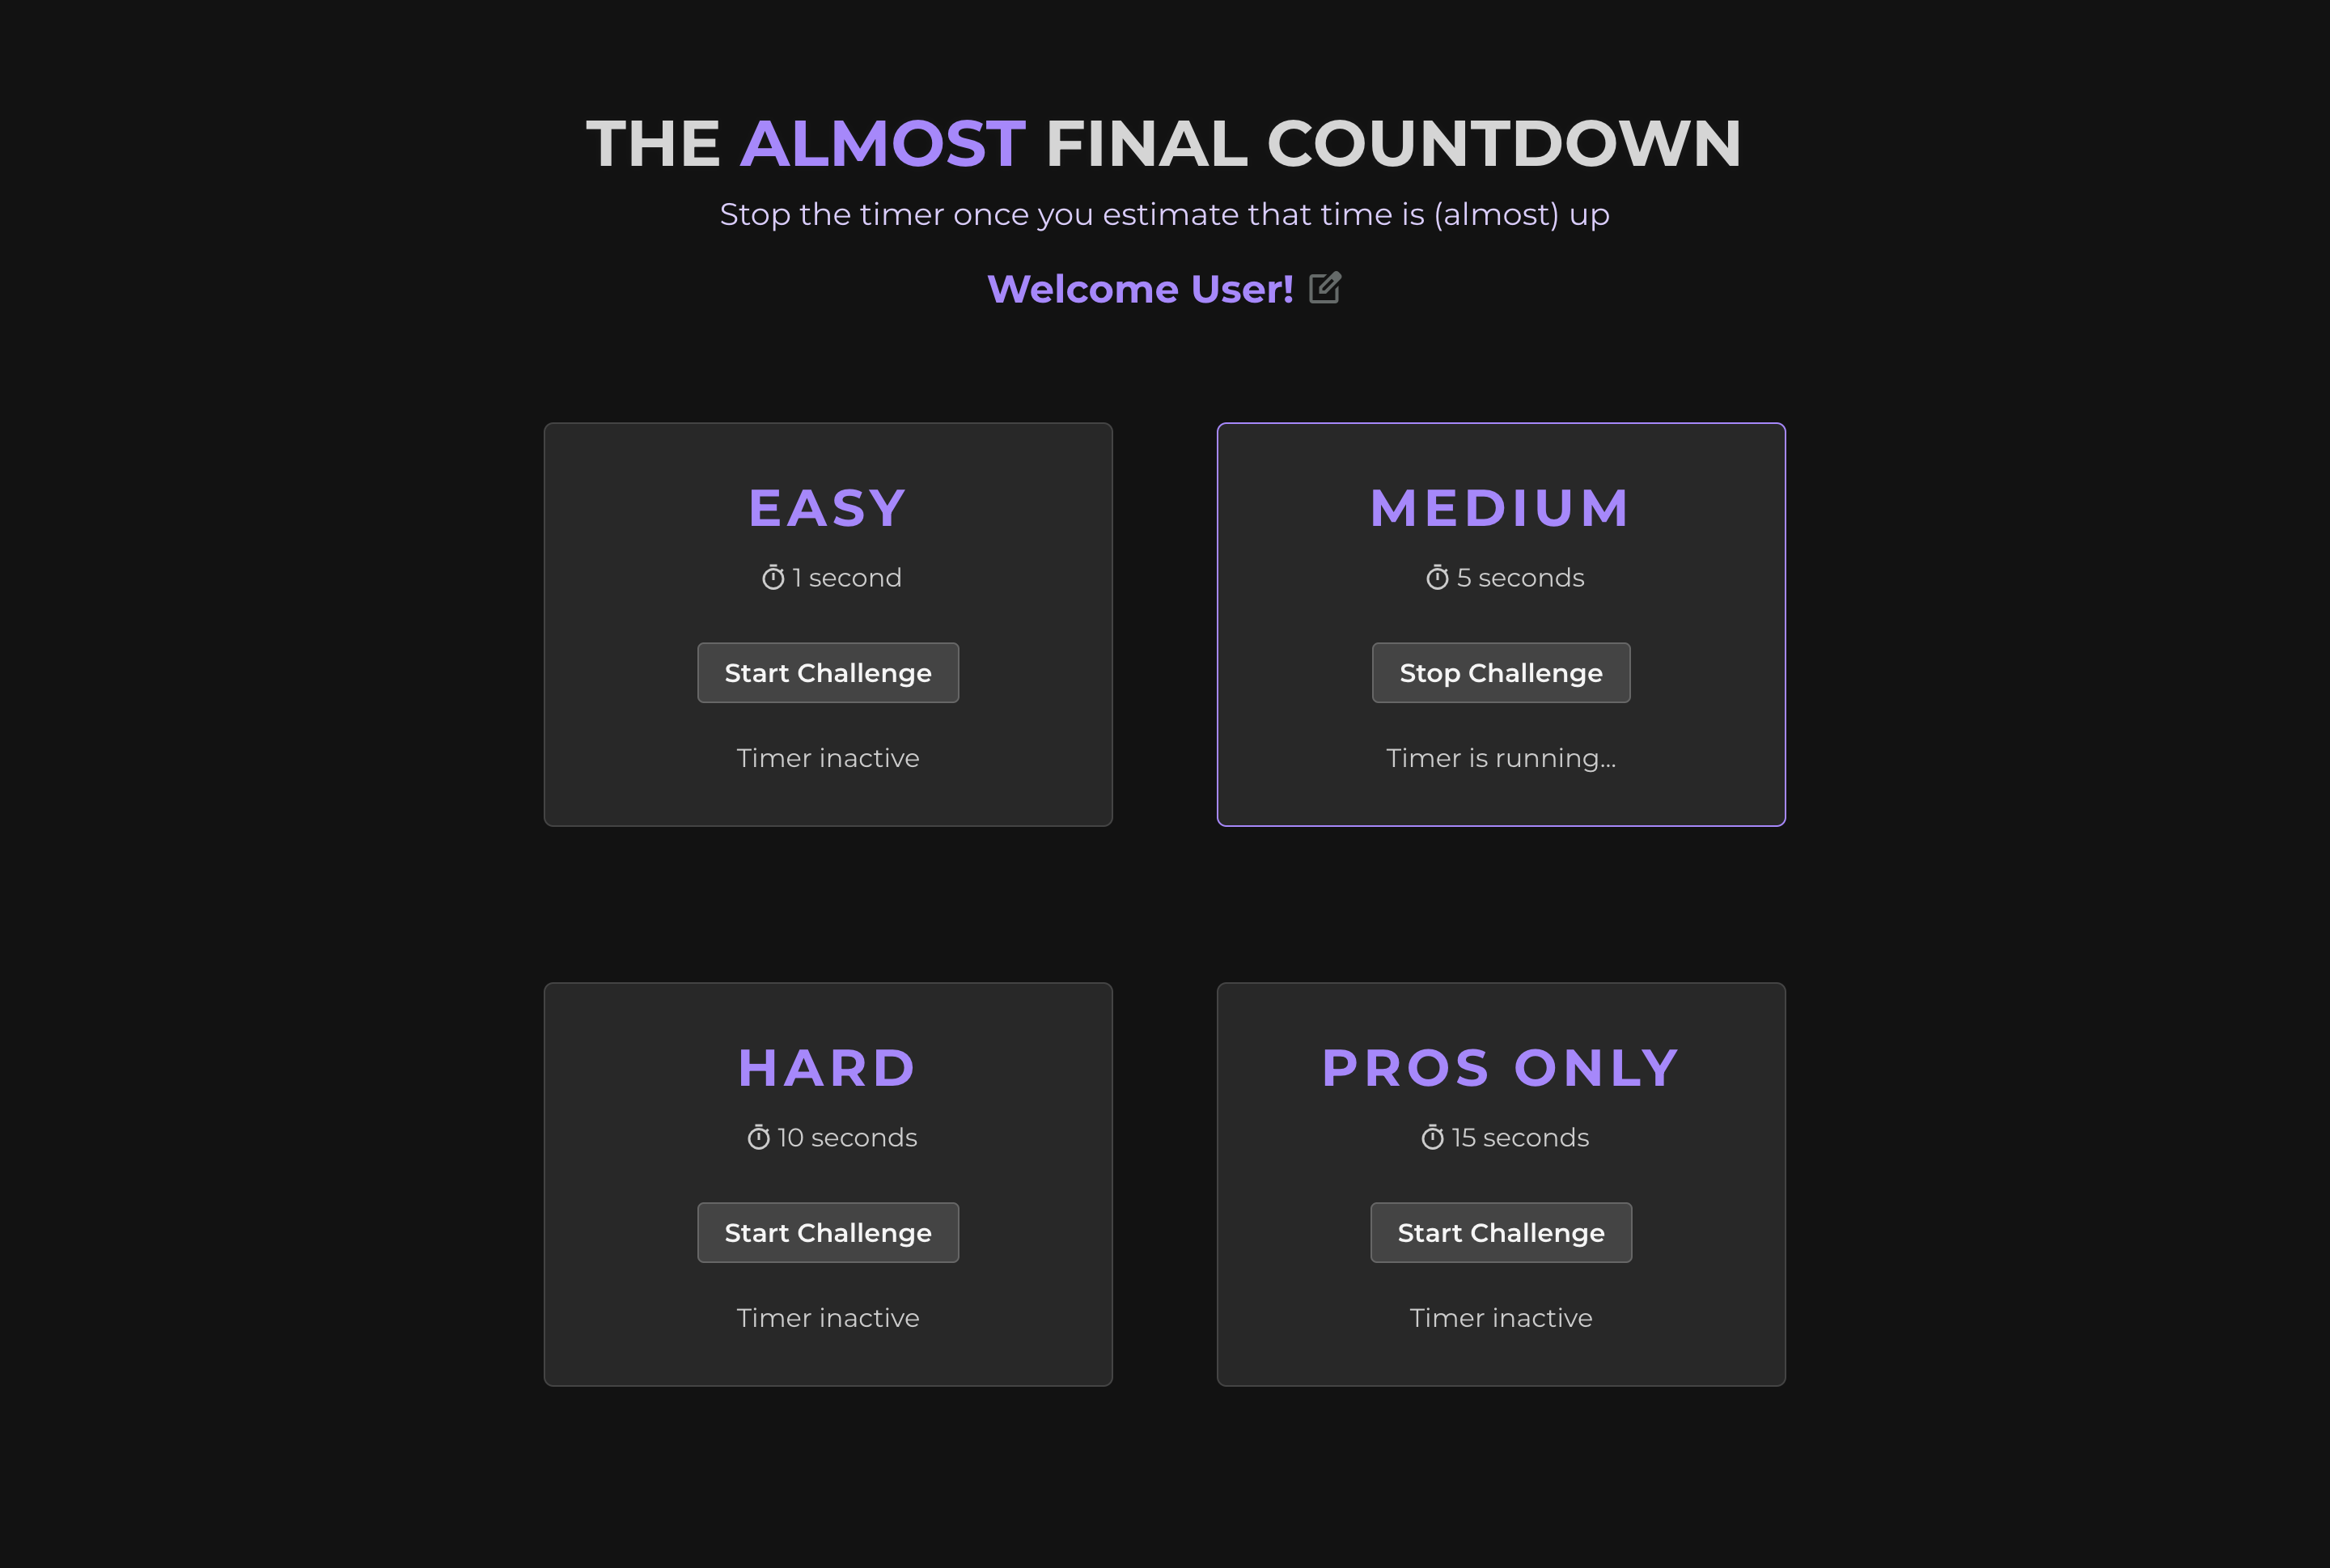 THE ALMOST FINAL COUNTDOWN
Stop the timer once you estimate that time is (almost) up
Welcome User!
EASY
1 second
Start Challenge
Timer inactive
MEDIUM
5 seconds
Stop Challenge
Timer is running...
HARD
10 seconds
Start Challenge
Timer inactive
PROS ONLY
15 seconds
Start Challenge
Timer inactive